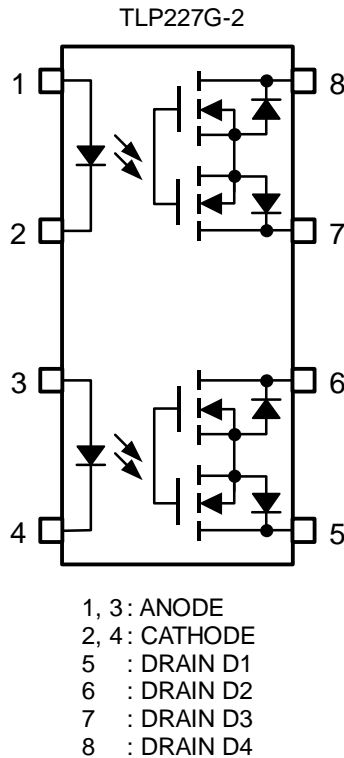 TLP227G-2
1 8
2 7
3 6
4 5
1, 3 : ANODE
2, 4 : CATHODE
5 : DRAIN D1
6 : DRAIN D2
7 : DRAIN D3
8 : DRAIN D4